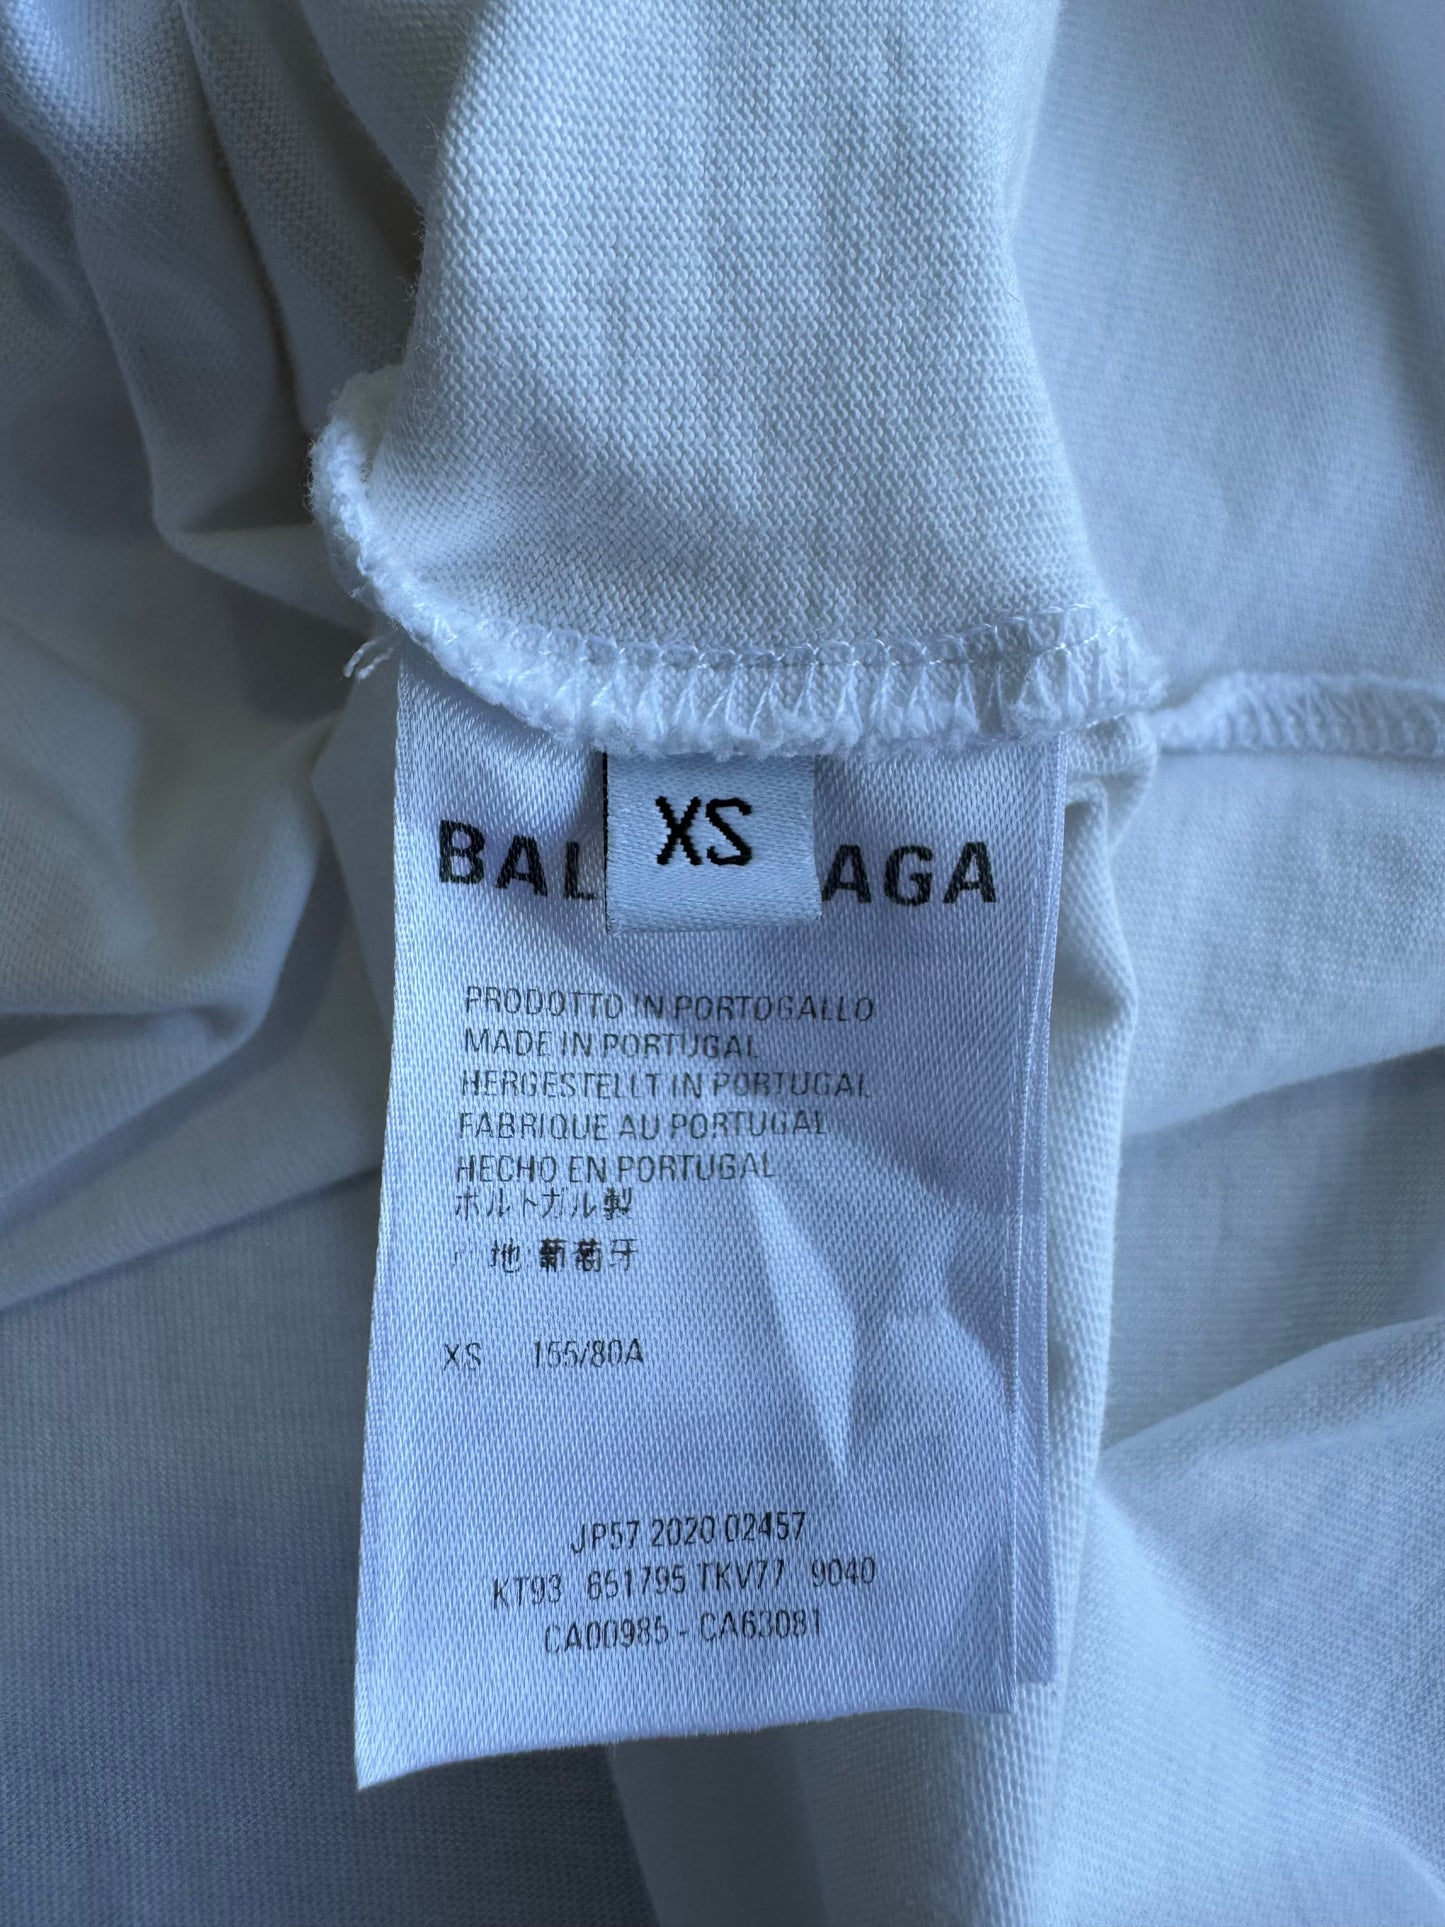 XS
BAL AGA
PRODOTTO IN PORTOGALLO
MADE IN PORTUGAL
HERGESTELLT IN PORTUGAL
FABRIQUE AU PORTUGAL
HECHO EN PORTUGAL
ポルトガル製
地 葡萄牙
XS 155/80A
JP57 2020 02457
KT93 651795 TKV77 9040
CA00985 - CA63081